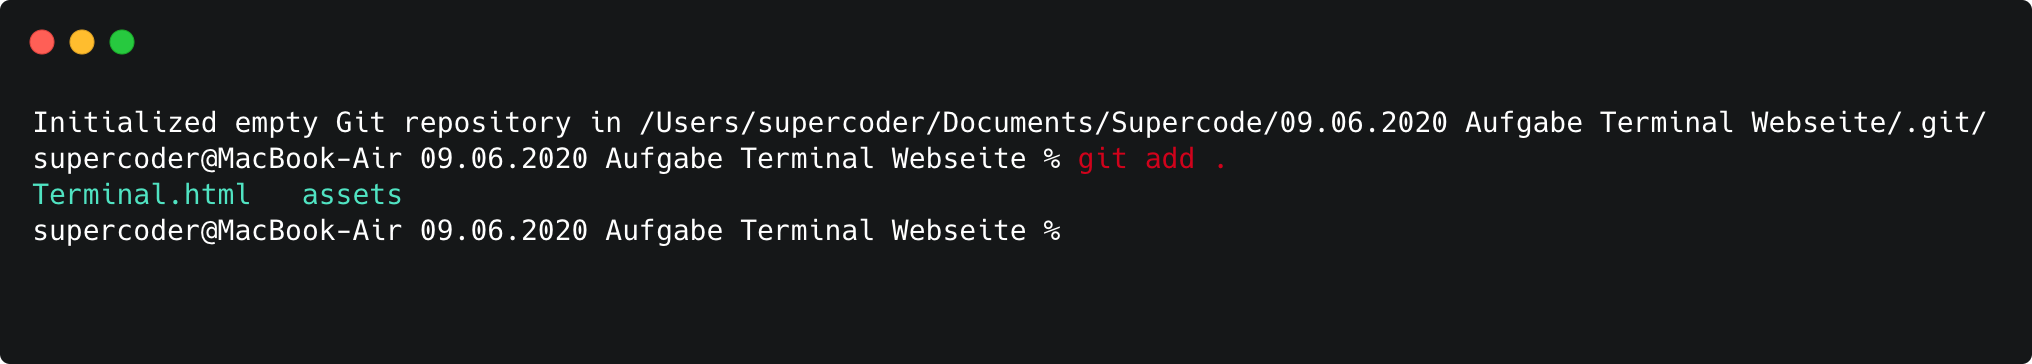 Initialized empty Git repository in /Users/supercoder/Documents/Supercode/09.06.2020 Aufgabe Terminal Webseite/.git/
supercoder@MacBook-Air 09.06.2020 Aufgabe Terminal Webseite % git add .
Terminal.html   assets
supercoder@MacBook-Air 09.06.2020 Aufgabe Terminal Webseite %